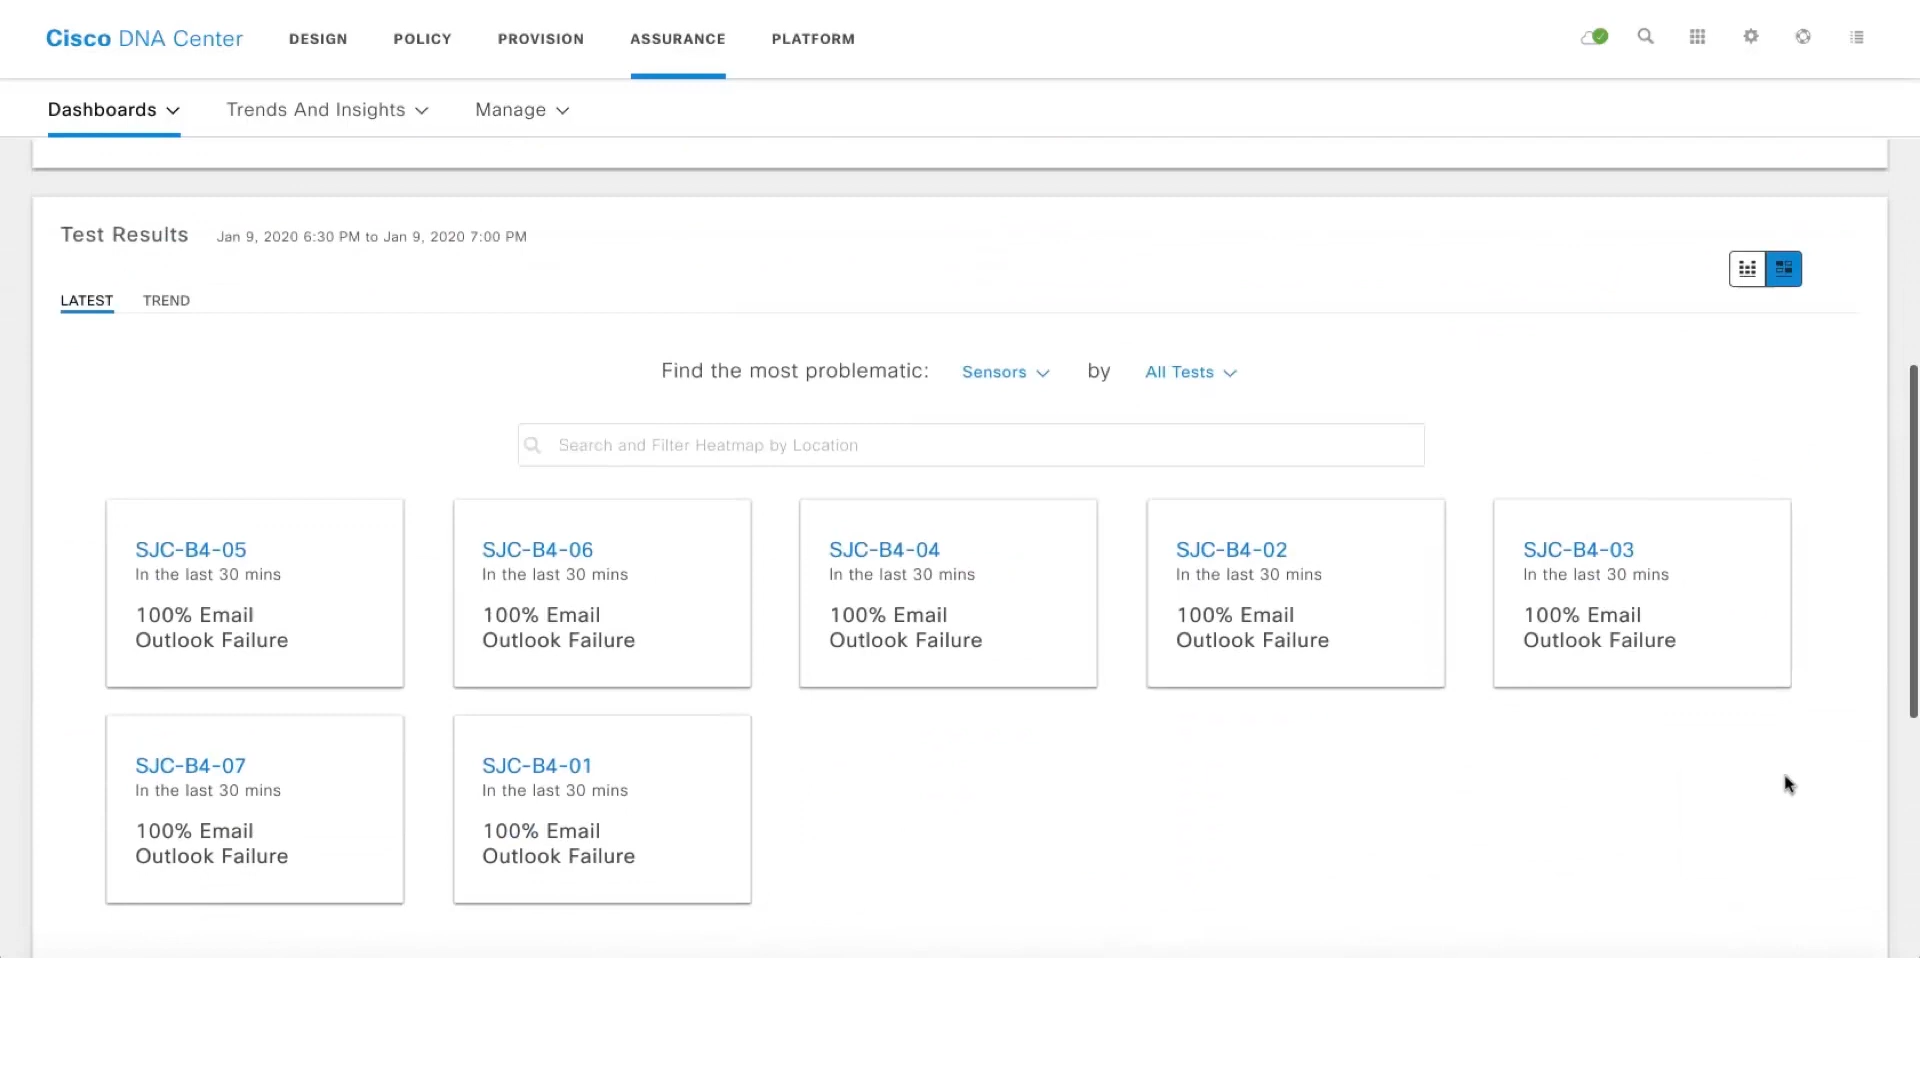 Cisco DNA Center DESIGN POLICY PROVISION ASSURANCE PLATFORM
Dashboards Trends And Insights Manage
Test Results Jan 9, 2020 6:30 PM to Jan 9, 2020 7:00 PM
LATEST TREND
Find the most problematic: Sensors by All Tests
Search and Filter Heatmap by Location
SJC-B4-05
In the last 30 mins
100% Email
Outlook Failure
SJC-B4-06
In the last 30 mins
100% Email
Outlook Failure
SJC-B4-04
In the last 30 mins
100% Email
Outlook Failure
SJC-B4-02
In the last 30 mins
100% Email
Outlook Failure
SJC-B4-03
In the last 30 mins
100% Email
Outlook Failure
SJC-B4-07
In the last 30 mins
100% Email
Outlook Failure
SJC-B4-01
In the last 30 mins
100% Email
Outlook Failure